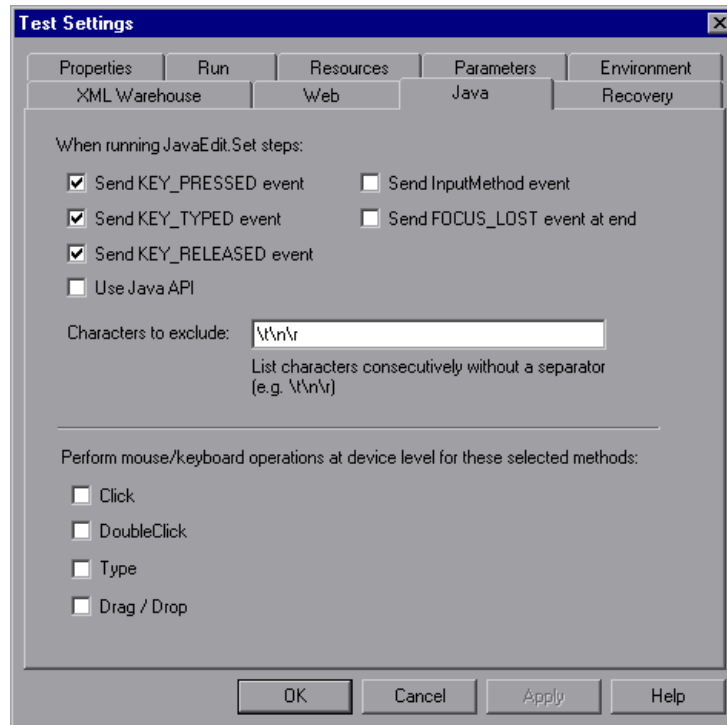 Test Settings
Properties Run Resources Parameters Environment
XML Warehouse Web Java Recovery
When running JavaEdit.Set steps:
Send KEY_PRESSED event Send InputMethod event
Send KEY_TYPED event Send FOCUS_LOST event at end
Send KEY_RELEASED event
Use Java API
Characters to exclude: \t\n\r
List characters consecutively without a separator
(e.g. \t\n\r)
Perform mouse/keyboard operations at device level for these selected methods:
Click
DoubleClick
Type
Drag / Drop
OK Cancel Apply Help